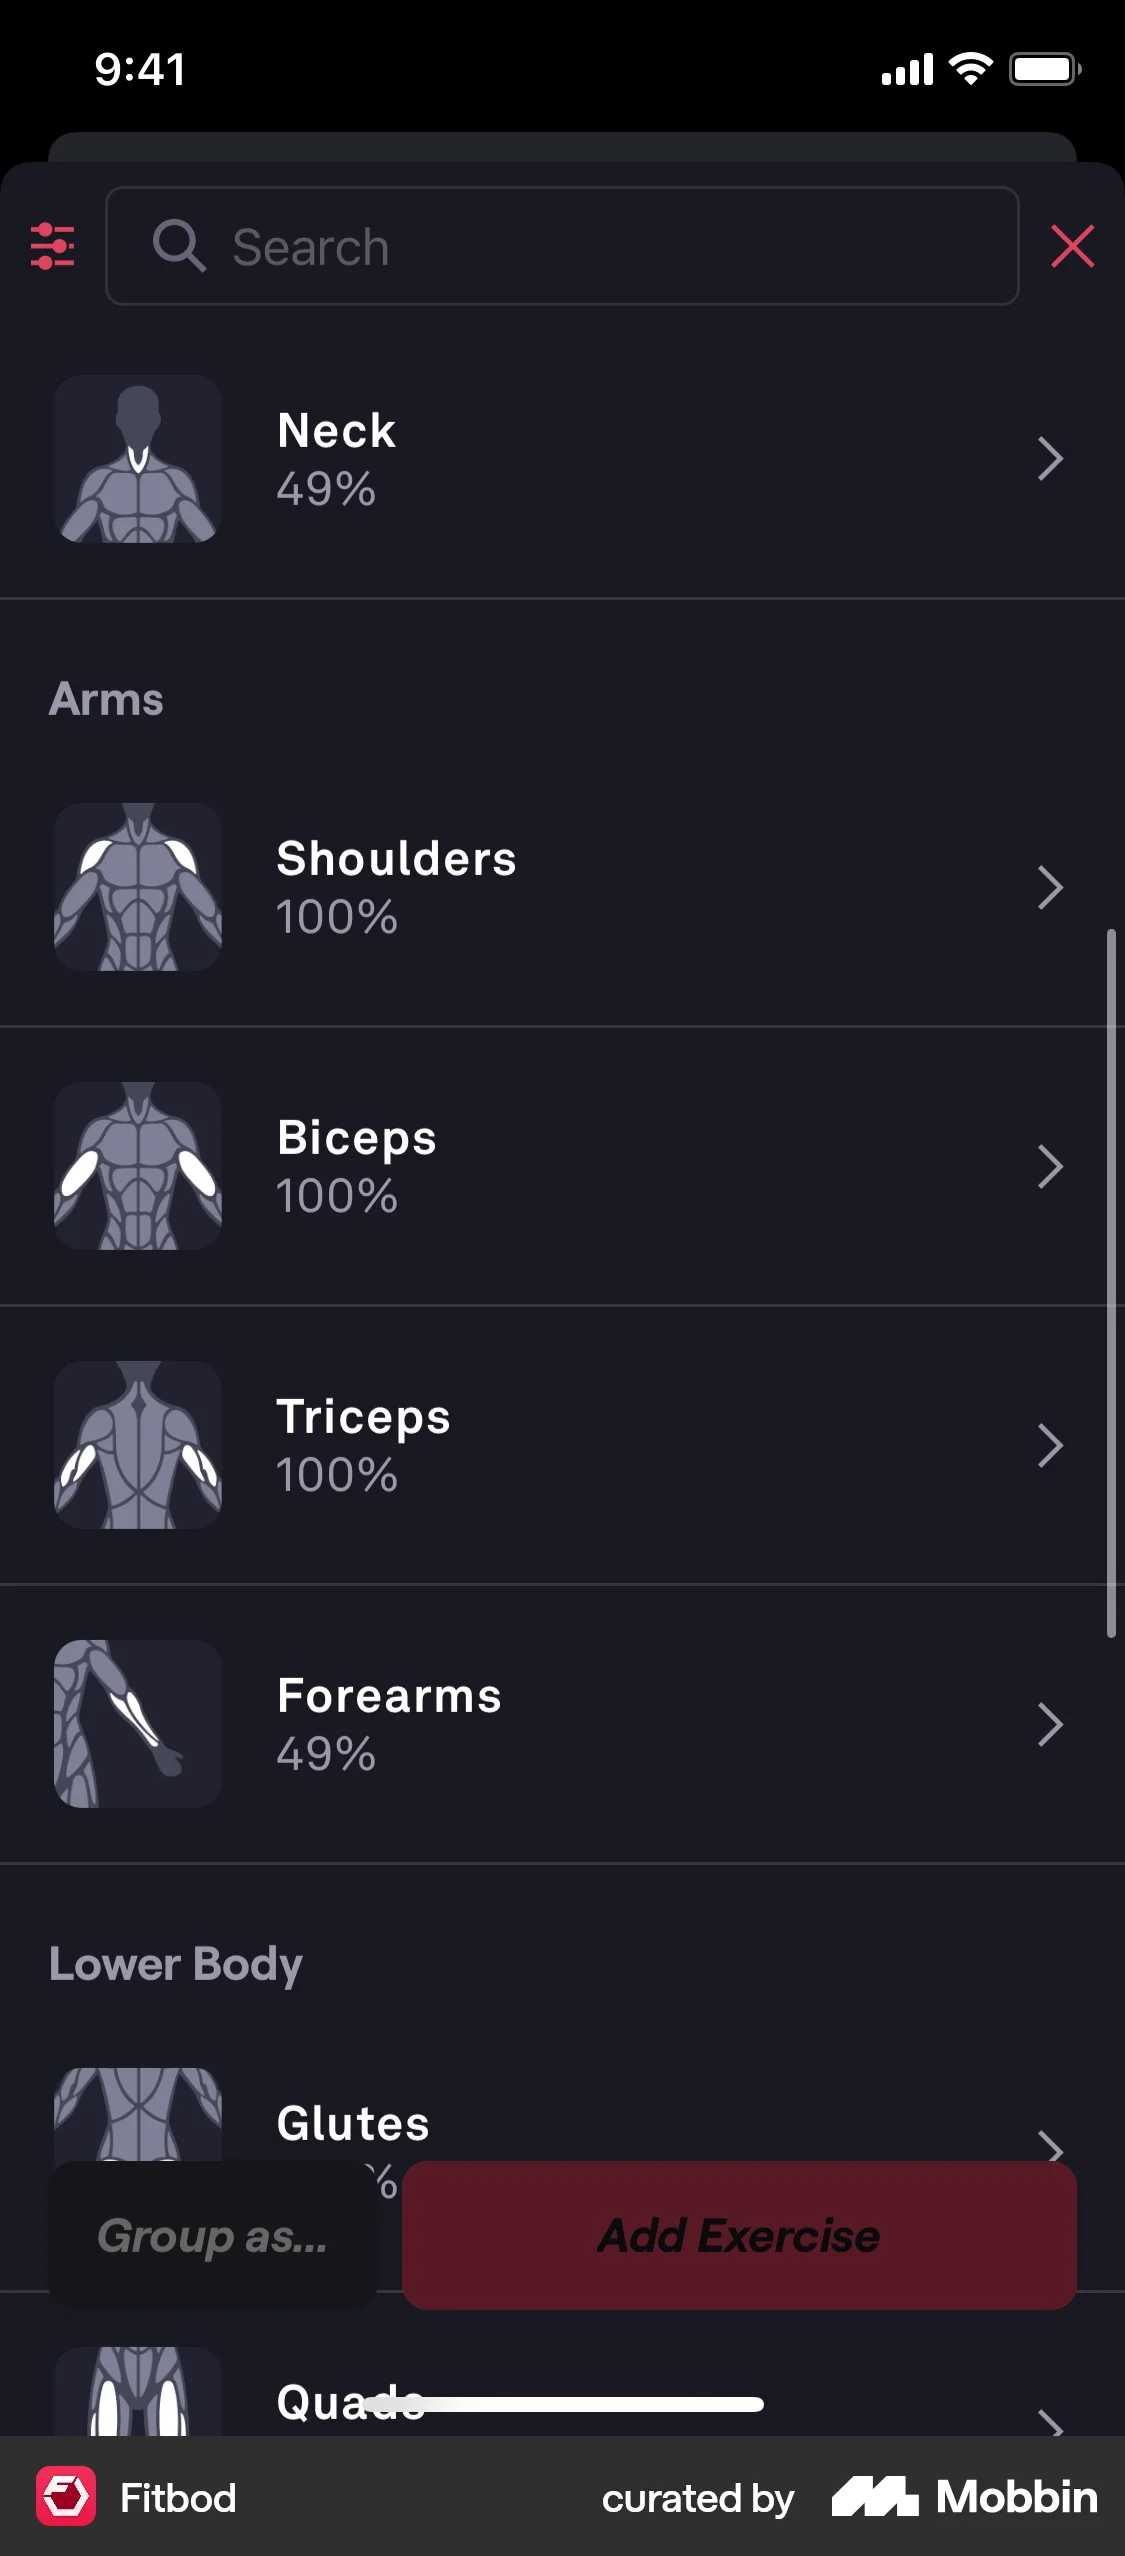 9:41
Search
Neck
49%
Arms
Shoulders
100%
Biceps
100%
Triceps
100%
Forearms
49%
Lower Body
Glutes
%
Group as...
Add Exercise
Quads
Fitbod
curated by Mobbin